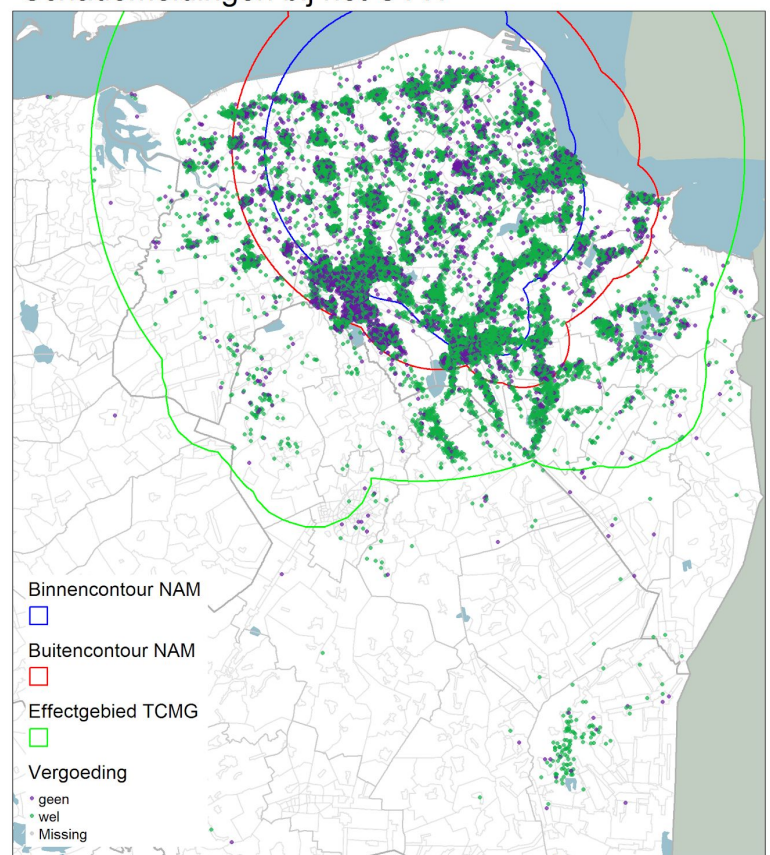 Binnencontour NAM
Buitencontour NAM
Effectgebied TCMG
Vergoeding
geen
wel
Missing